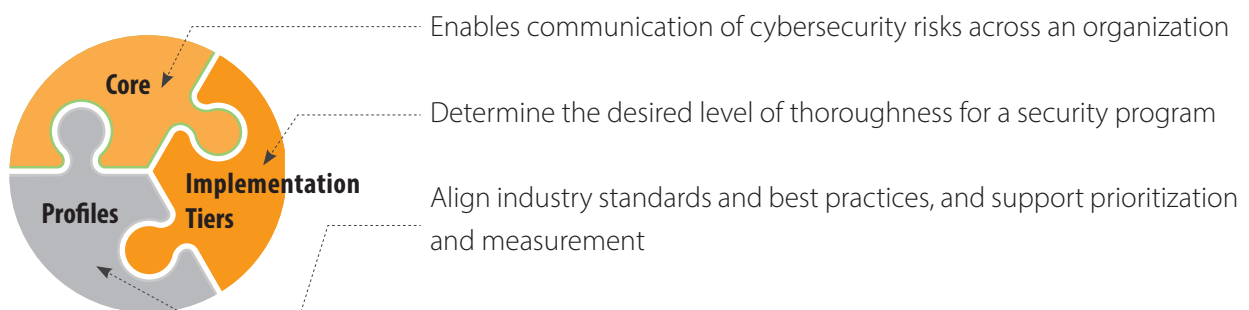 Core
Implementation
Tiers
Profiles
Enables communication of cybersecurity risks across an organization
Determine the desired level of thoroughness for a security program
Align industry standards and best practices, and support prioritization
and measurement